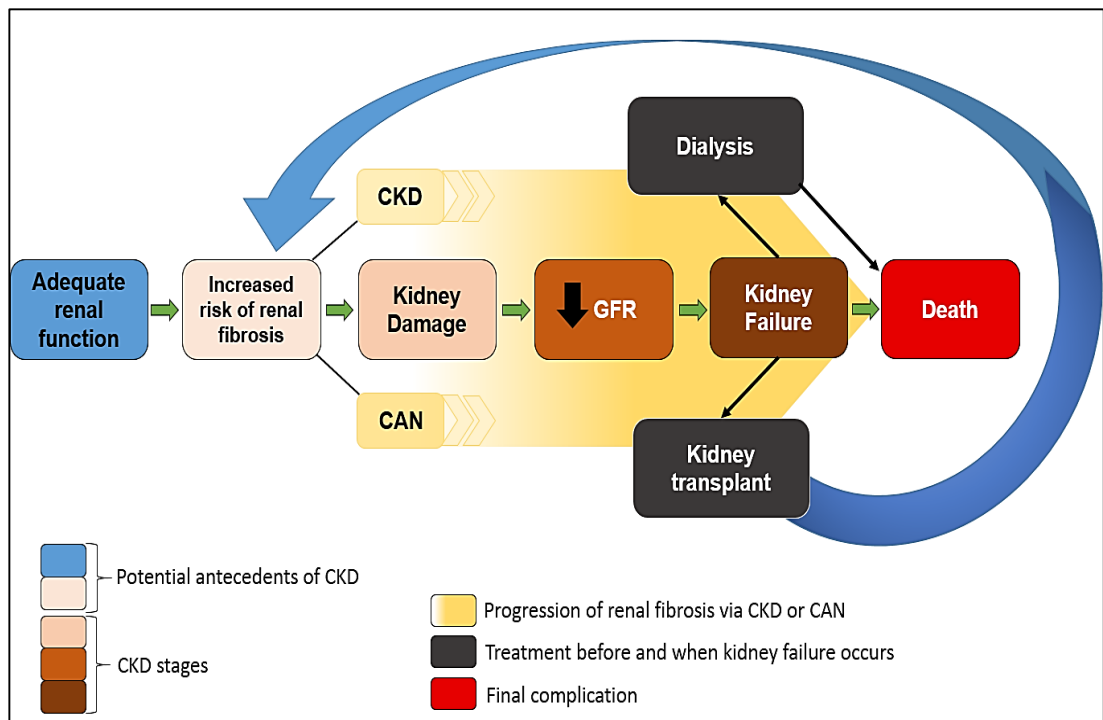 Dialysis
CKD
Adequate
renal
function
Increased
risk of renal
fibrosis
Kidney
Damage
GFR
Kidney
Failure
Death
CAN
Kidney
transplant
Potential antecedents of CKD
CKD stages
Progression of renal fibrosis via CKD or CAN
Treatment before and when kidney failure occurs
Final complication